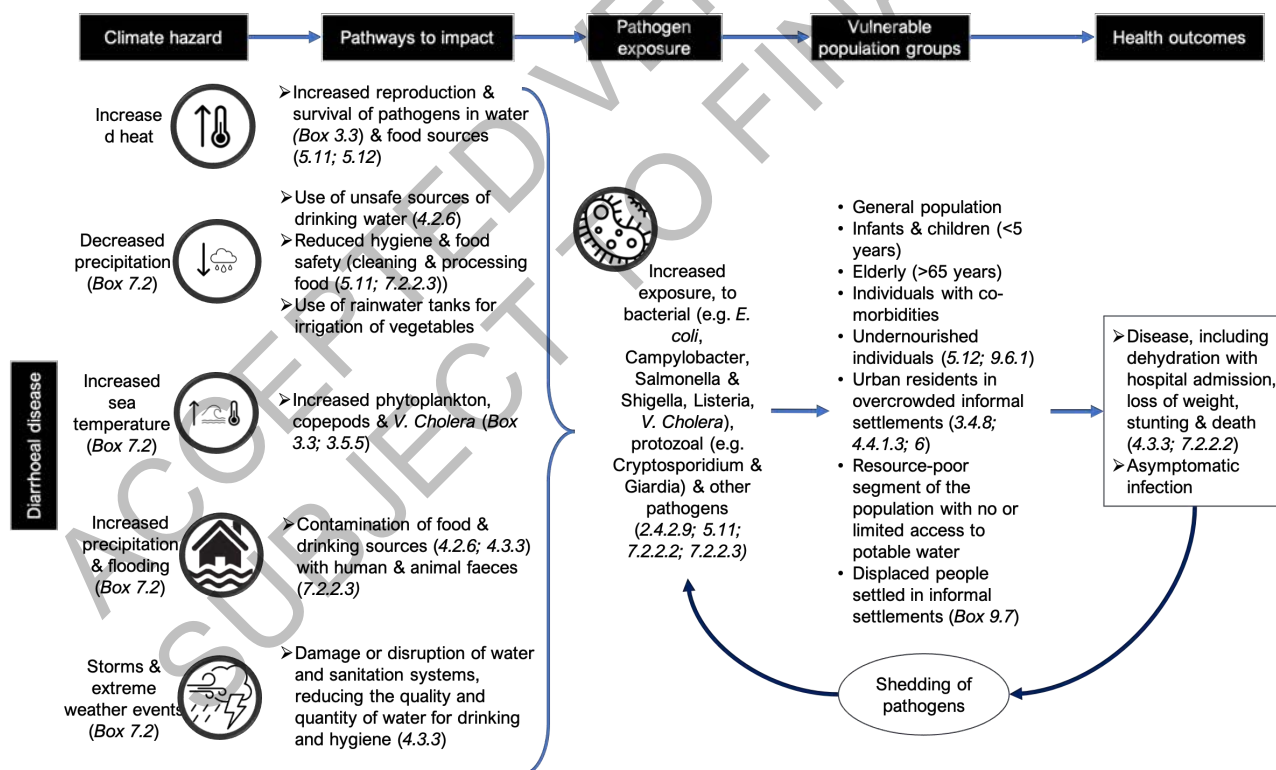 Climate hazard
Pathways to impact
Pathogen
exposure
Vulnerable
population groups
Health outcomes
Diarrhoeal disease
Increase
d heat
➢Increased reproduction &
survival of pathogens in water
(Box 3.3) & food sources
(5.11; 5.12)
Decreased
precipitation
(Box 7.2)
➢Use of unsafe sources of
drinking water (4.2.6)
➢Reduced hygiene & food
safety (cleaning & processing
food (5.11; 7.2.2.3))
➢Use of rainwater tanks for
irrigation of vegetables
Increased
sea
temperature
(Box 7.2)
➢Increased phytoplankton,
copepods & V. Cholera (Box
3.3; 3.5.5)
Increased
precipitation
& flooding
(Box 7.2)
➢Contamination of food &
drinking sources (4.2.6; 4.3.3)
with human & animal faeces
(7.2.2.3)
Storms &
extreme
weather events
(Box 7.2)
➢Damage or disruption of water
and sanitation systems,
reducing the quality and
quantity of water for drinking
and hygiene (4.3.3)
Increased
exposure, to
bacterial (e.g. E.
coli,
Campylobacter,
Salmonella &
Shigella, Listeria,
V. Cholera),
protozoal (e.g.
Cryptosporidium &
Giardia) & other
pathogens
(2.4.2.9; 5.11;
7.2.2.2; 7.2.2.3)
• General population
• Infants & children (<5
years)
• Elderly (>65 years)
• Individuals with co-
morbidities
• Undernourished
individuals (5.12; 9.6.1)
• Urban residents in
overcrowded informal
settlements (3.4.8;
4.4.1.3; 6)
• Resource-poor
segment of the
population with no or
limited access to
potable water
• Displaced people
settled in informal
settlements (Box 9.7)
➢Disease, including
dehydration with
hospital admission,
loss of weight,
stunting & death
(4.3.3; 7.2.2.2)
➢Asymptomatic
infection
Shedding of
pathogens
ACCEPTED VE
SUBJECT TO FIN